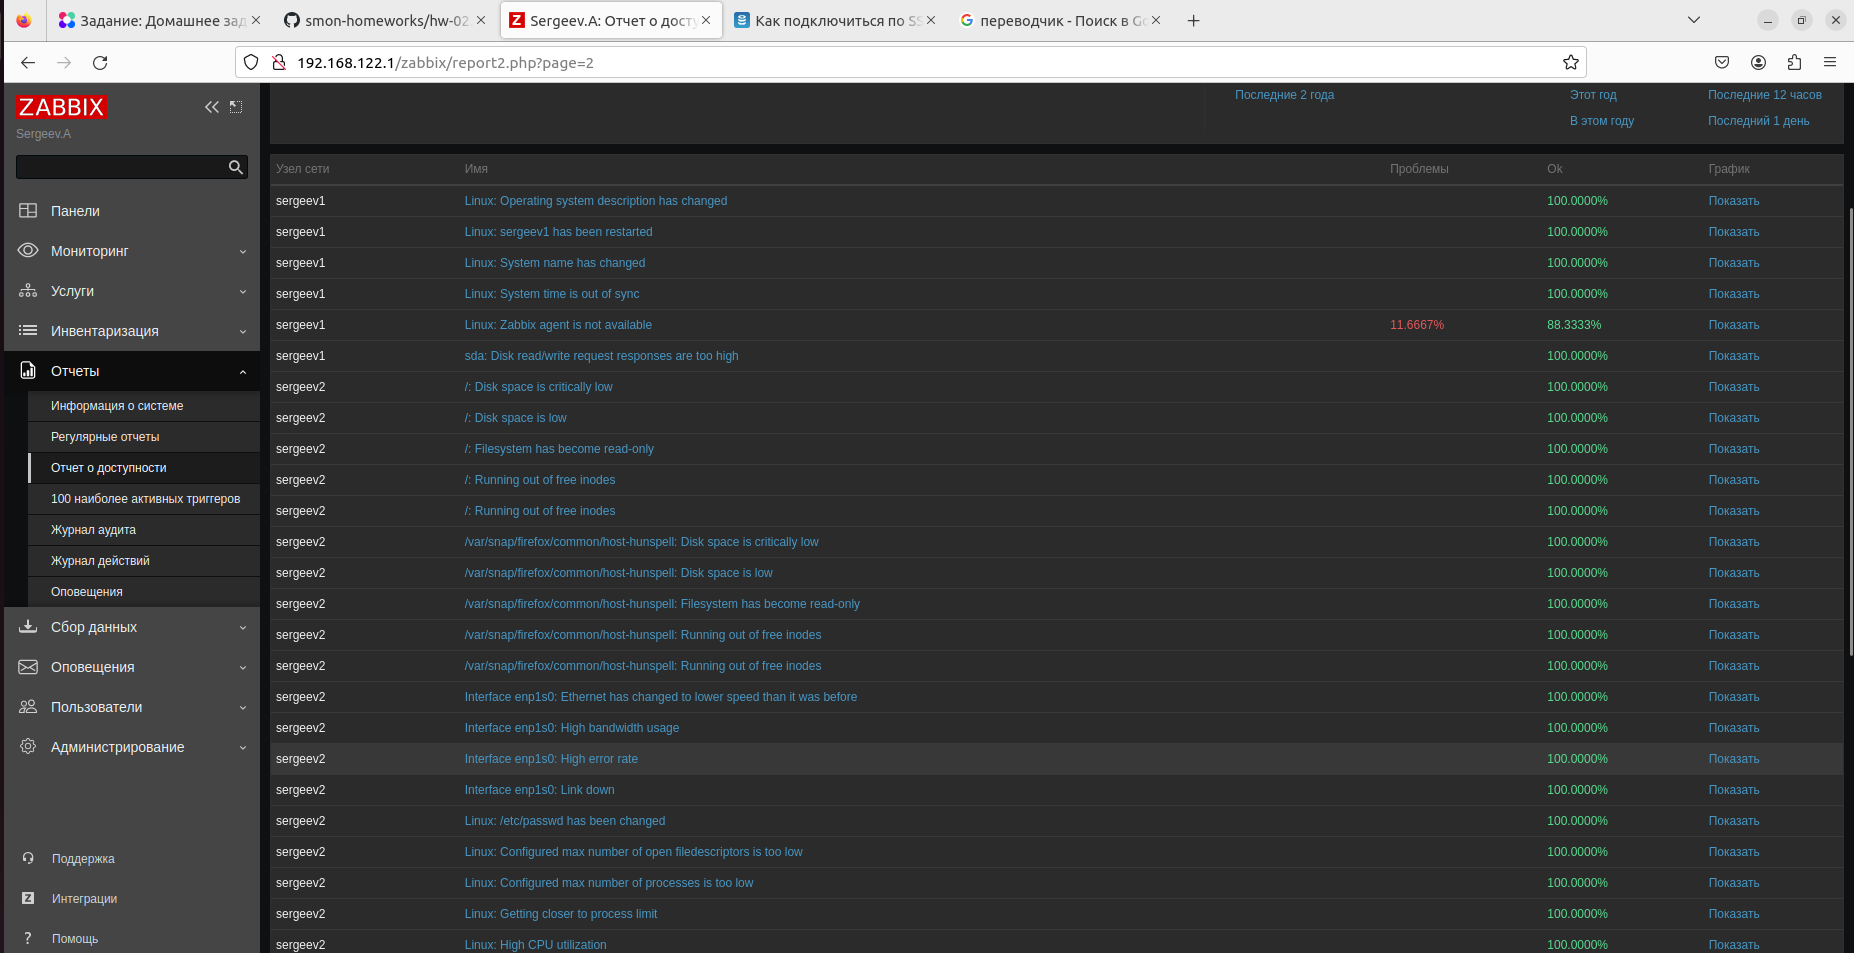 Задание: Домашнее зад
smon-homeworks/hw-02
Sergeev.A: Отчет о досту
Как подключиться по SS
переводчик - Поиск в Go
192.168.122.1/zabbix/report2.php?page=2
ZABBIX
Sergeev.A
Панели
Мониторинг
Услуги
Инвентаризация
Отчеты
Информация о системе
Регулярные отчеты
Отчет о доступности
100 наиболее активных триггеров
Журнал аудита
Журнал действий
Оповещения
Сбор данных
Оповещения
Пользователи
Администрирование
Поддержка
Интеграции
Помощь
Последние 2 года Этот год Последние 12 часов
В этом году Последний 1 день
Узел сети Имя Проблемы Ok График
sergeev1 Linux: Operating system description has changed 100.0000% Показать
sergeev1 Linux: sergeev1 has been restarted 100.0000% Показать
sergeev1 Linux: System name has changed 100.0000% Показать
sergeev1 Linux: System time is out of sync 100.0000% Показать
sergeev1 Linux: Zabbix agent is not available 11.6667% 88.3333% Показать
sergeev1 sda: Disk read/write request responses are too high 100.0000% Показать
sergeev2 /: Disk space is critically low 100.0000% Показать
sergeev2 /: Disk space is low 100.0000% Показать
sergeev2 /: Filesystem has become read-only 100.0000% Показать
sergeev2 /: Running out of free inodes 100.0000% Показать
sergeev2 /: Running out of free inodes 100.0000% Показать
sergeev2 /var/snap/firefox/common/host-hunspell: Disk space is critically low 100.0000% Показать
sergeev2 /var/snap/firefox/common/host-hunspell: Disk space is low 100.0000% Показать
sergeev2 /var/snap/firefox/common/host-hunspell: Filesystem has become read-only 100.0000% Показать
sergeev2 /var/snap/firefox/common/host-hunspell: Running out of free inodes 100.0000% Показать
sergeev2 /var/snap/firefox/common/host-hunspell: Running out of free inodes 100.0000% Показать
sergeev2 Interface enp1s0: Ethernet has changed to lower speed than it was before 100.0000% Показать
sergeev2 Interface enp1s0: High bandwidth usage 100.0000% Показать
sergeev2 Interface enp1s0: High error rate 100.0000% Показать
sergeev2 Interface enp1s0: Link down 100.0000% Показать
sergeev2 Linux: /etc/passwd has been changed 100.0000% Показать
sergeev2 Linux: Configured max number of open filedescriptors is too low 100.0000% Показать
sergeev2 Linux: Configured max number of processes is too low 100.0000% Показать
sergeev2 Linux: Getting closer to process limit 100.0000% Показать
sergeev2 Linux: High CPU utilization 100.0000% Показать